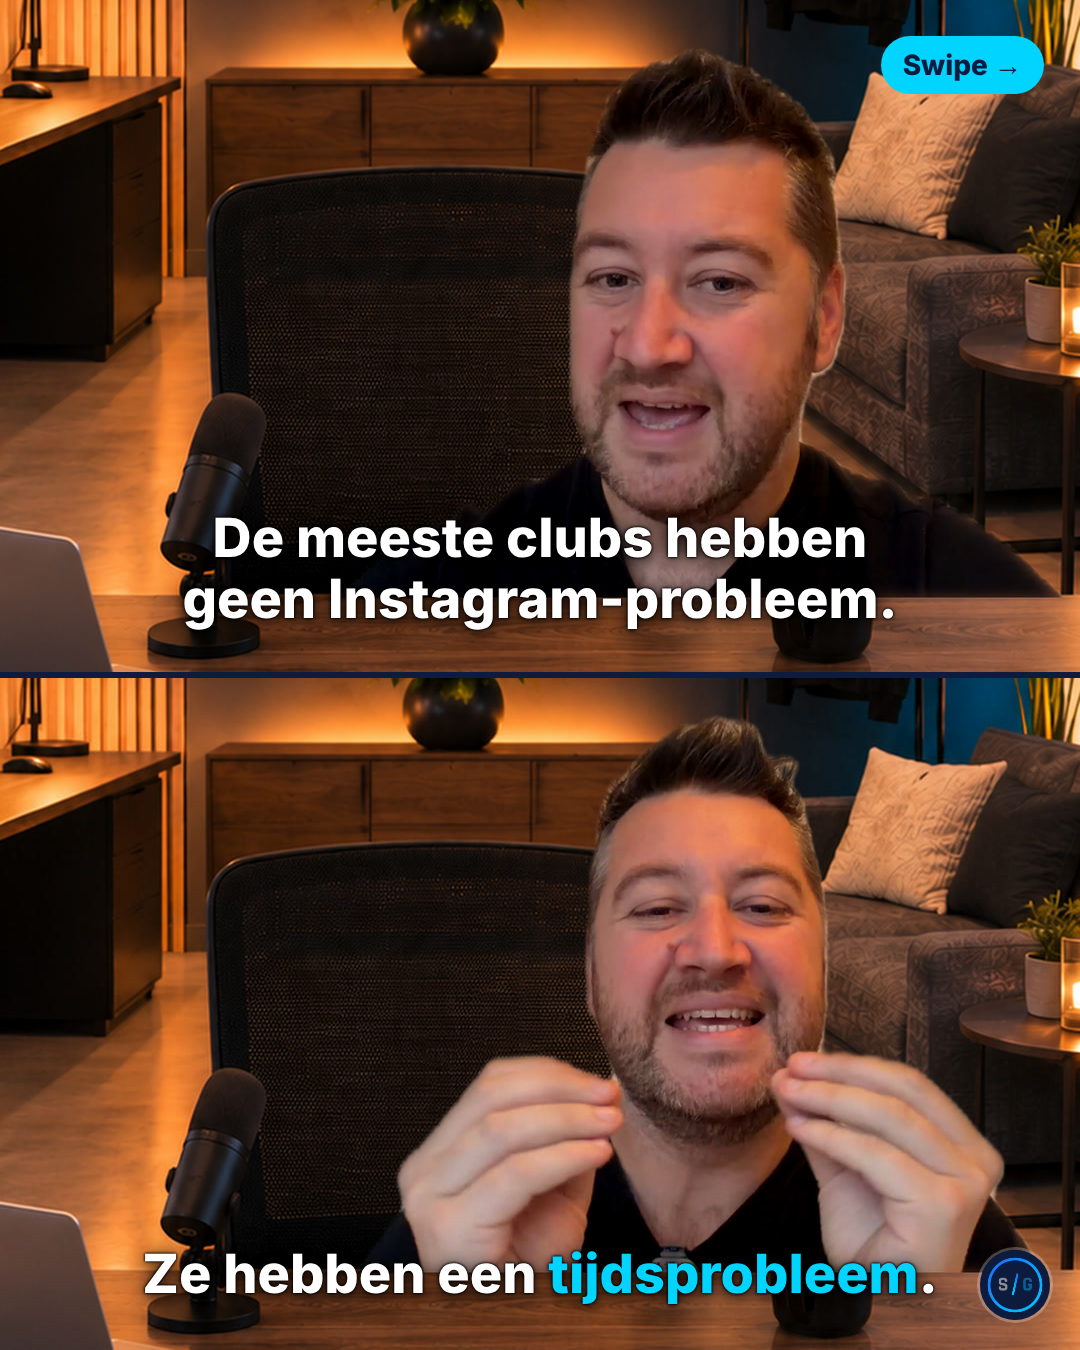 Swipe →
De meeste clubs hebben
geen Instagram-probleem.
Ze hebben een tijdsprobleem.
S/G